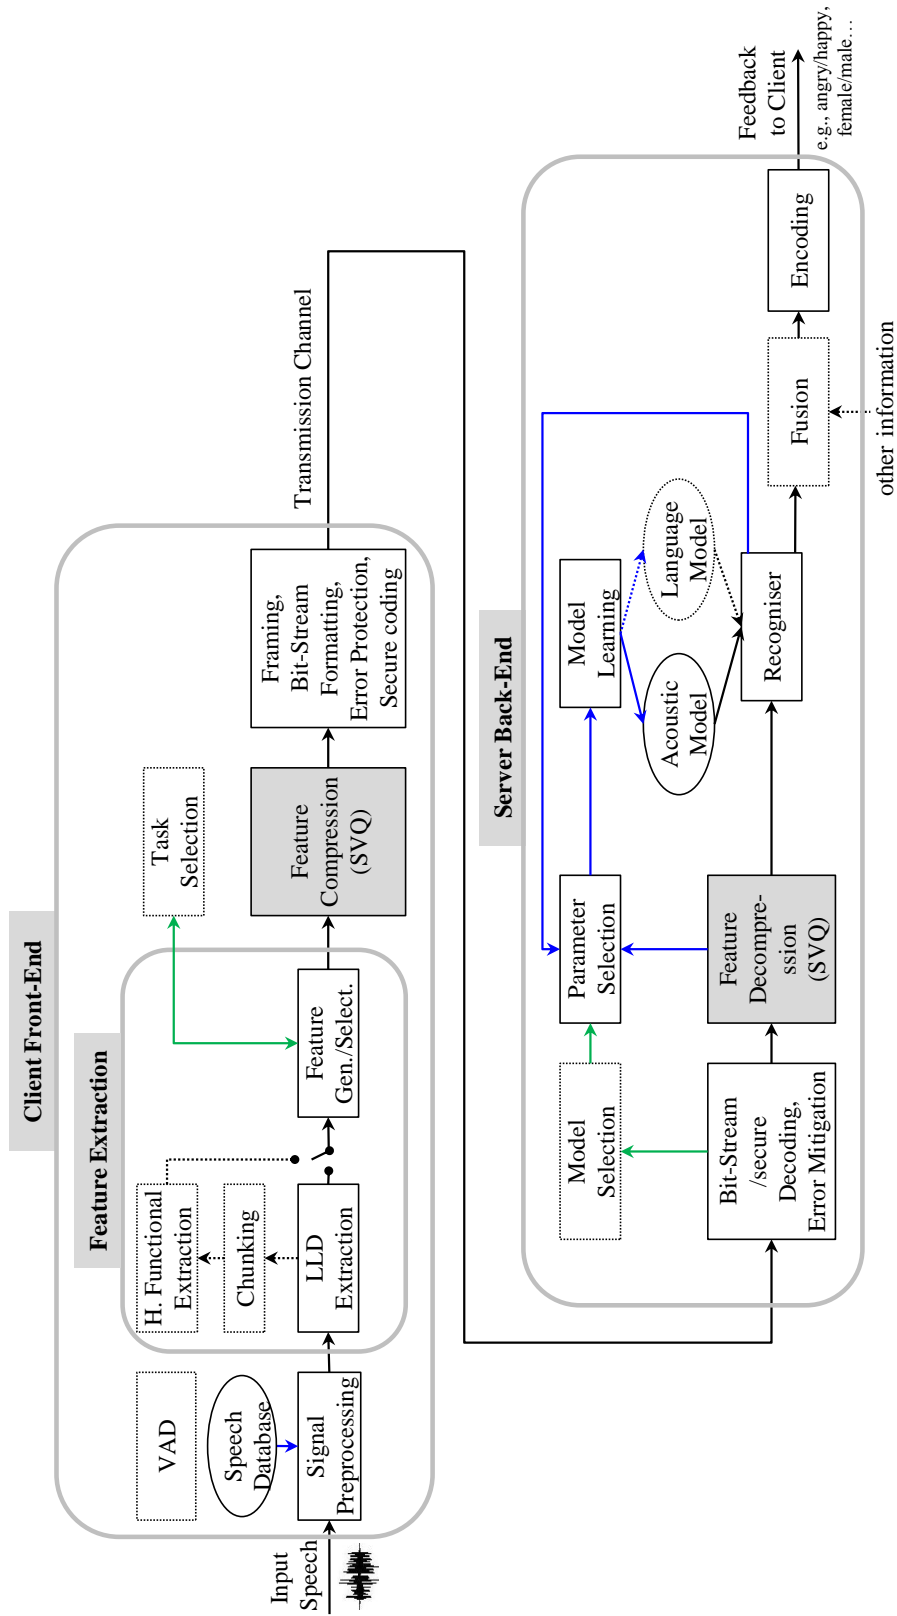 Client Front-End
Feature Extraction
Input
Speech
VAD
Speech
Database
Signal
Preprocessing
H. Functional
Extraction
Chunking
LLD
Extraction
Feature
Gen./Select.
Task
Selection
Feature
Compression
(SVQ)
Framing,
Bit-Stream
Formatting,
Error Protection,
Secure coding
Transmission Channel
Server Back-End
Bit-Stream
/secure
Decoding,
Error Mitigation
Model
Selection
Feature
Decompre-
ssion
(SVQ)
Parameter
Selection
Model
Learning
Acoustic
Model
Language
Model
Recogniser
Fusion
other information
Encoding
Feedback
to Client
e.g., angry/happy,
female/male…